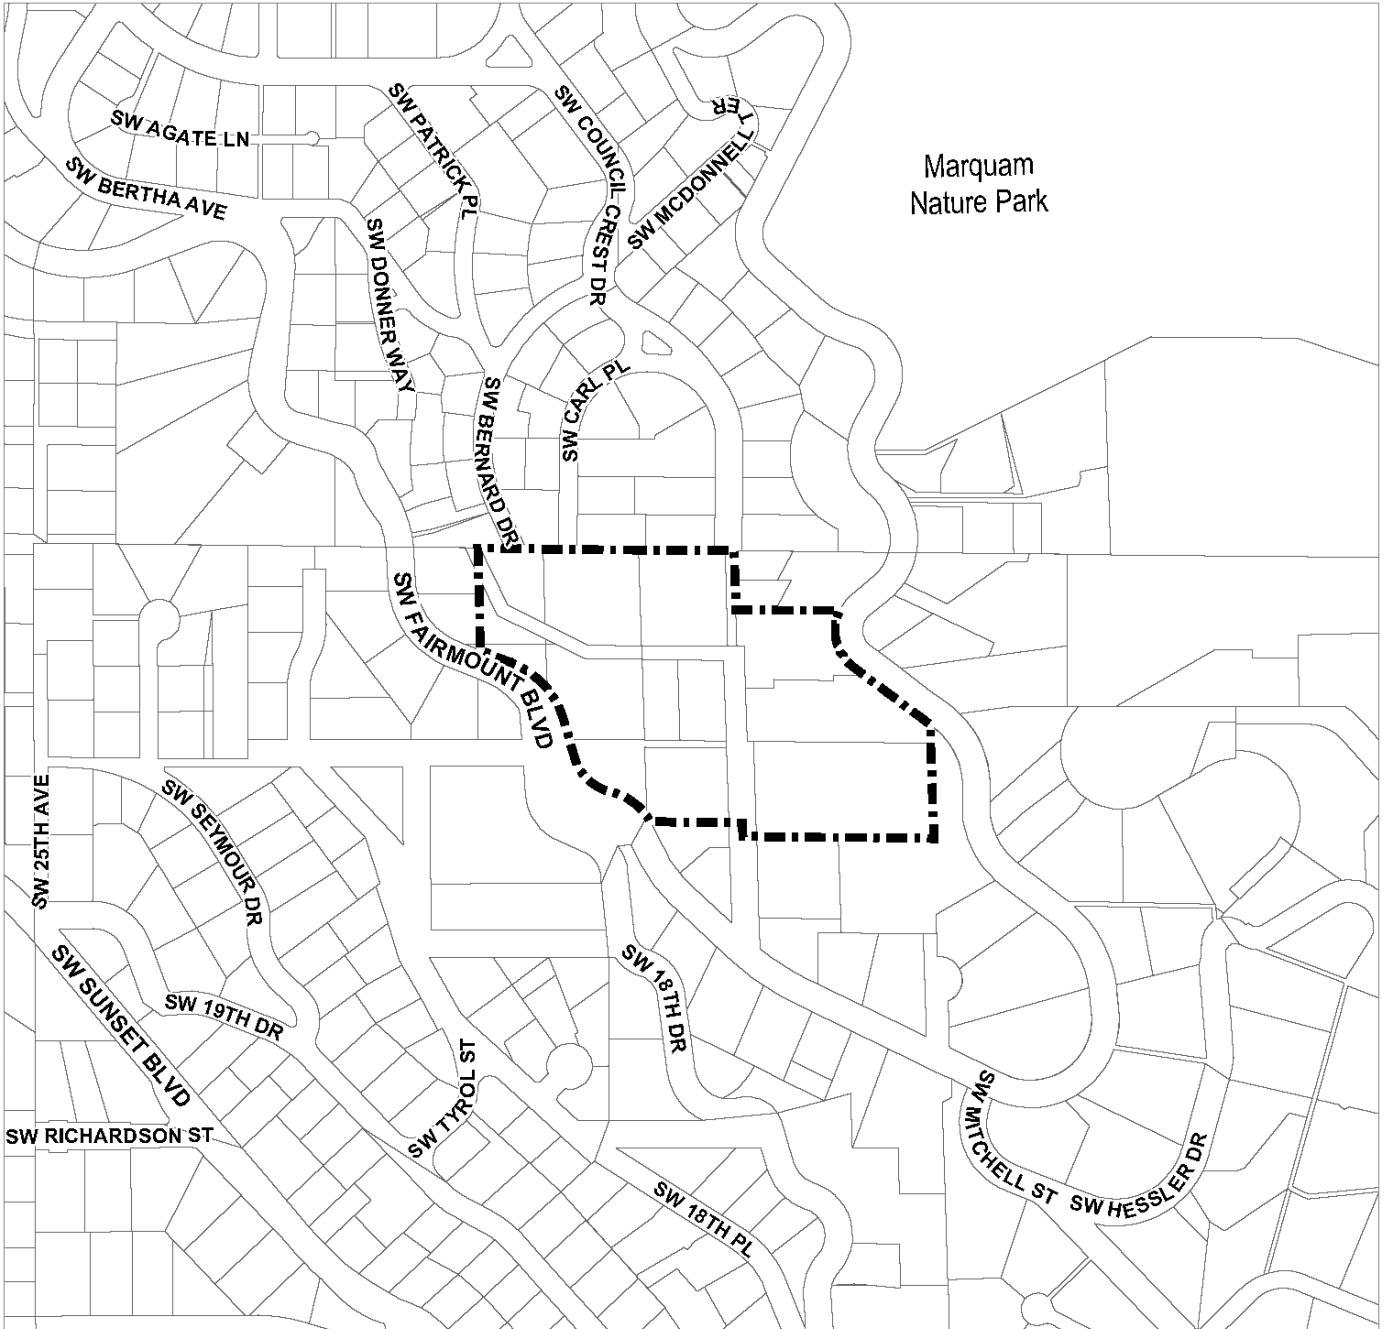 SW AGATE LN
SW BERTHA AVE
SW PATRICK PL
SW COUNCIL CREST DR
SW MCDONNELL TER
Marquam
Nature Park
SW DONNER WAY
SW CARL PL
SW BERNARD DR
SW FAIRMOUNT BLVD
SW 25TH AVE
SW SEYMOUR DR
SW SUNSET BLVD
SW 19TH DR
SW 18TH DR
SW TYROL ST
SW RICHARDSON ST
SW MITCHELL ST
SW HESSLER DR
SW 18TH PL